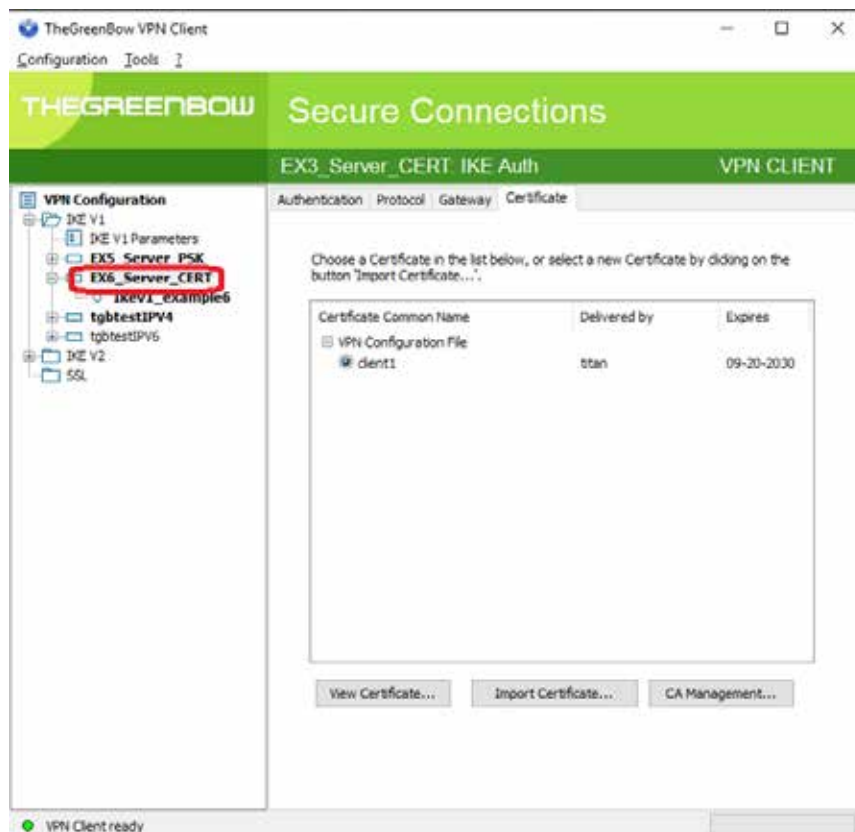 TheGreenBow VPN Client
Configuration Tools ?
THEGREENBOW
Secure Connections
EX3_Server_CERT: IKE Auth
VPN CLIENT
VPN Configuration
IKE V1
IKE V1 Parameters
EX5_Server_PSK
EX6_Server_CERT
Ikev1_example6
tgbtestIPV4
tgbtestIPV6
IKE V2
SSL
Authentication Protocol Gateway Certificate
Choose a Certificate in the list below, or select a new Certificate by clicking on the
button 'Import Certificate...'.
Certificate Common Name Delivered by Expires
VPN Configuration File
client1 titan 09-20-2030
View Certificate... Import Certificate... CA Management...
VPN Client ready